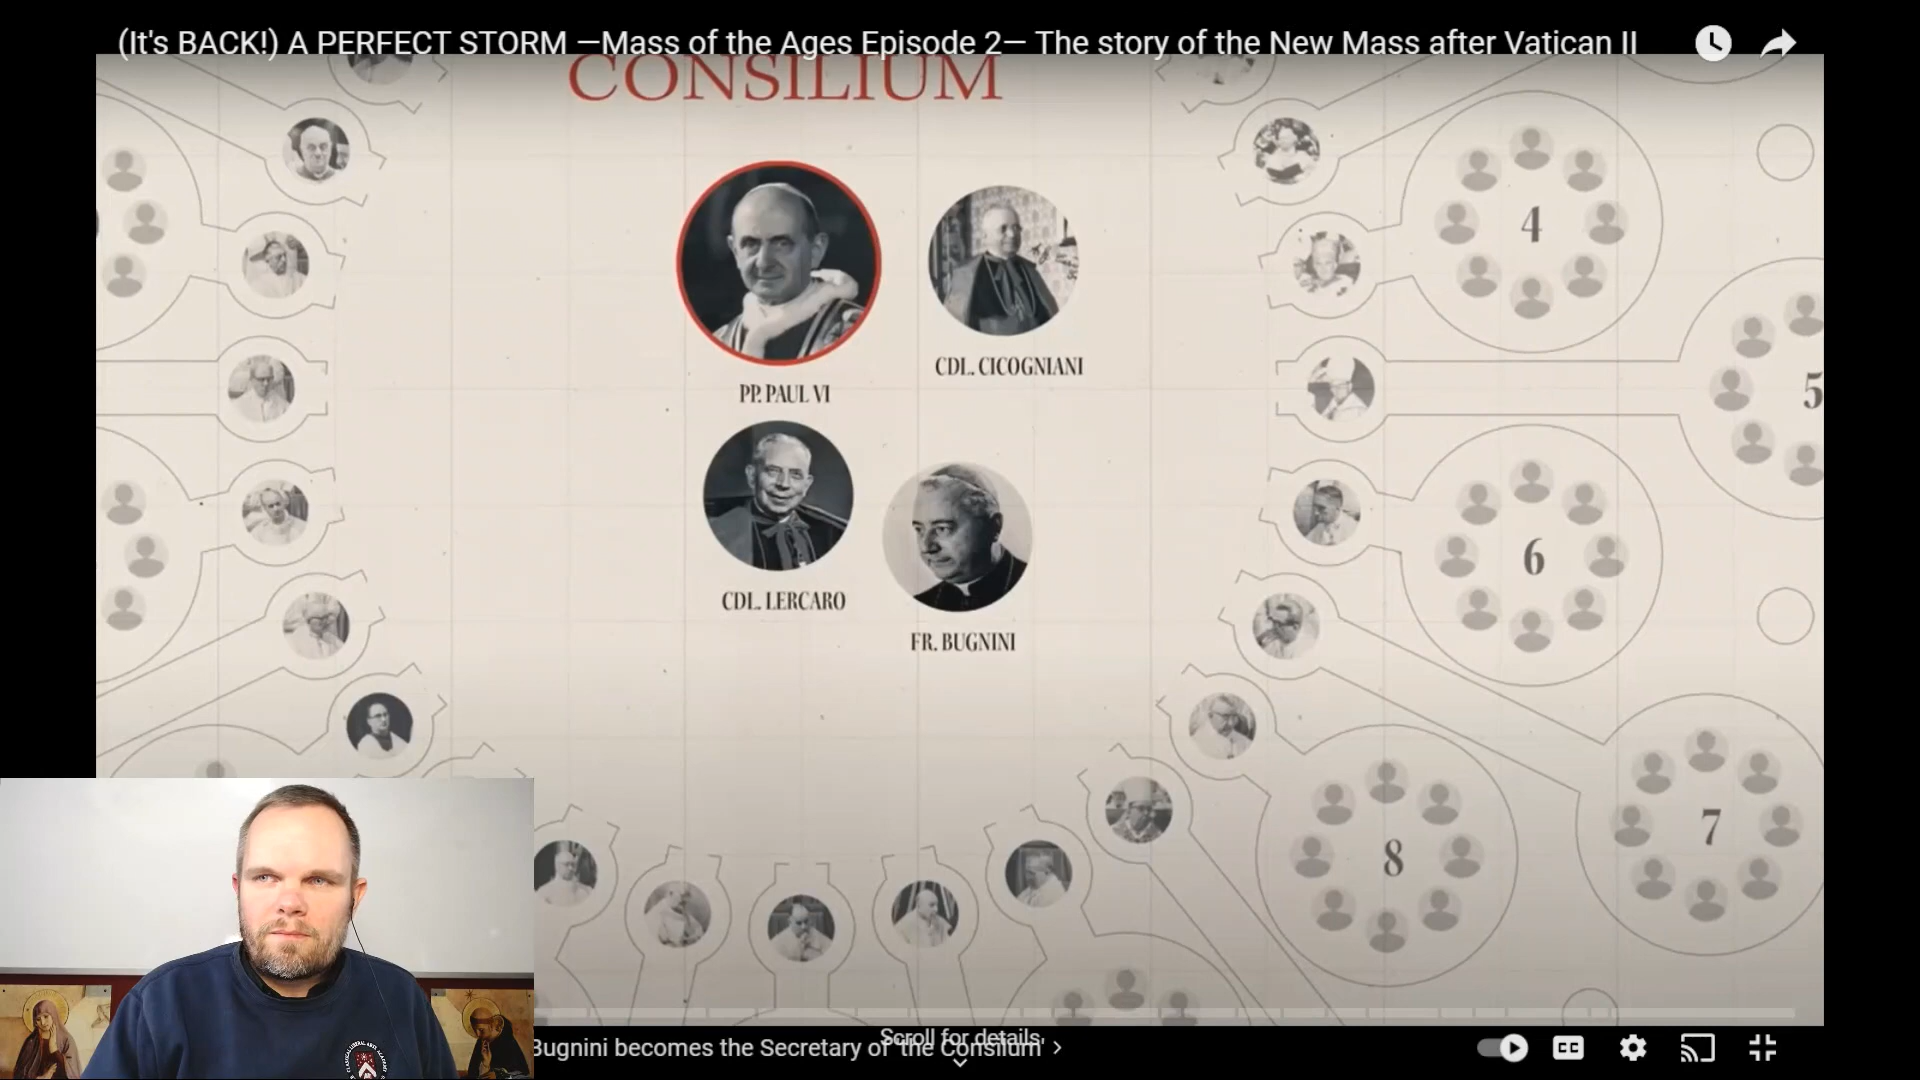 (It's BACK!) A PERFECT STORM —Mass of the Ages Episode 2— The story of the New Mass after Vatican II
CONSILIUM
4
CDL. CICOGNIANI
PP. PAUL VI
5
6
CDL. LERCARO
FR. BUGNINI
7
8
Scroll for details
Bugnini becomes the Secretary of the Consilium
CC